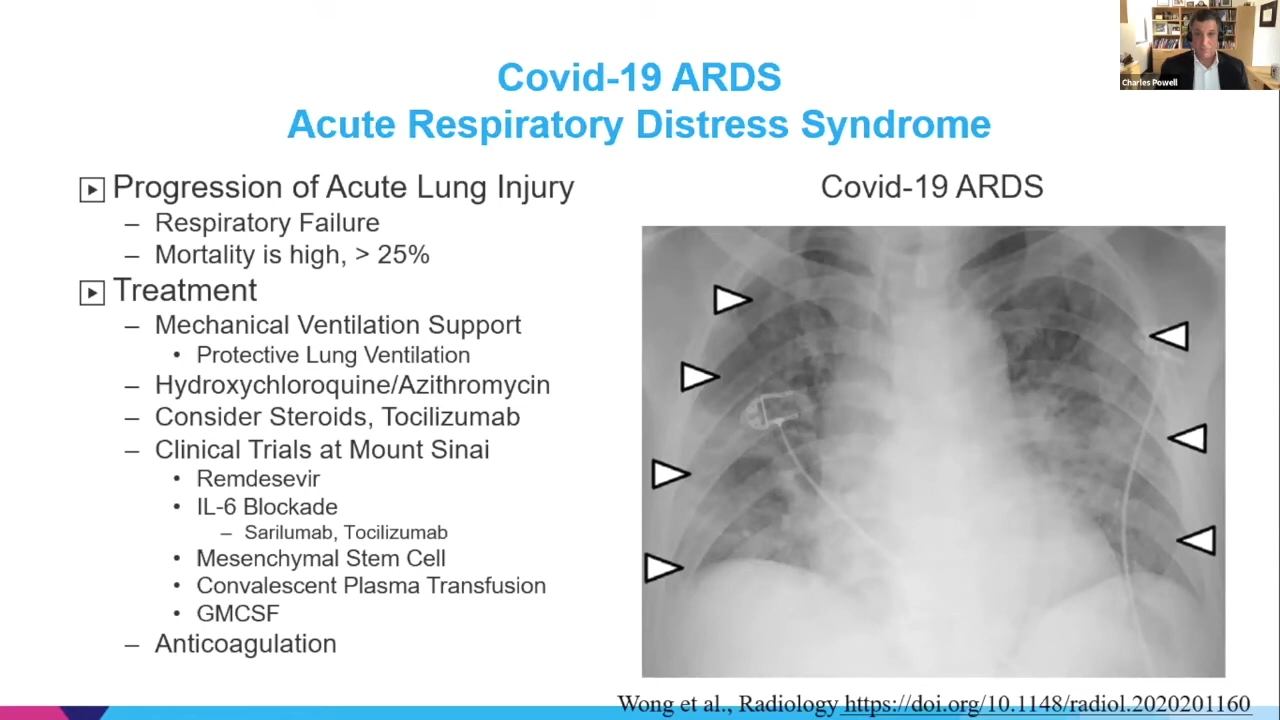 Charles Powell
Covid-19 ARDS
Acute Respiratory Distress Syndrome
Progression of Acute Lung Injury
– Respiratory Failure
– Mortality is high, > 25%
Treatment
– Mechanical Ventilation Support
• Protective Lung Ventilation
– Hydroxychloroquine/Azithromycin
– Consider Steroids, Tocilizumab
– Clinical Trials at Mount Sinai
• Remdesevir
• IL-6 Blockade
– Sarilumab, Tocilizumab
• Mesenchymal Stem Cell
• Convalescent Plasma Transfusion
• GMCSF
– Anticoagulation
Covid-19 ARDS
Wong et al., Radiology https://doi.org/10.1148/radiol.2020201160